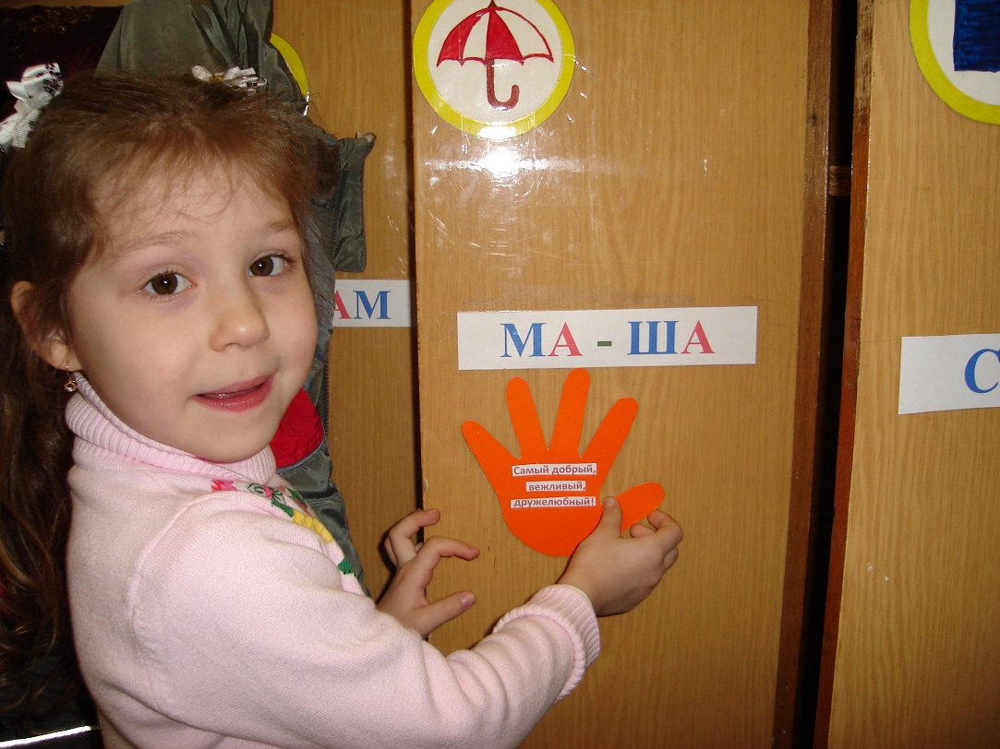 АМ
МА - ША
С
Самый добрый,
вежливый,
дружелюбный!